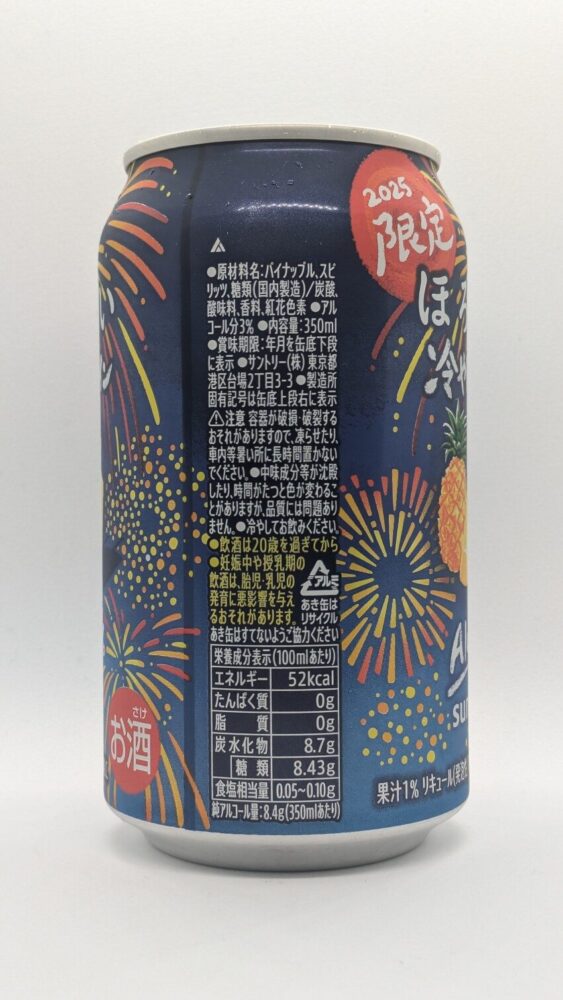 2025
限定
ほろ
冷や
い
ン
●原材料名:パイナップル、スピ
リッツ、糖類(国内製造)/炭酸、
酸味料、香料、紅花色素 ●アル
コール分3% ●内容量:350ml
●賞味期限:年月を缶底下段
に表示 ●サントリー(株) 東京都
港区台場2丁目3-3 ●製造所
固有記号は缶底上段右に表示
⚠注意 容器が破損・破裂する
おそれがありますので、凍らせたり、
車内等暑い所に長時間置かない
でください。●中味成分等が沈殿
したり、時間がたつと色が変わるこ
とがありますが、品質には問題あり
ません。●冷やしてお飲みください
●飲酒は20歳を過ぎてから
●妊娠中や授乳期の
飲酒は、胎児・乳児の
発育に悪影響を与え
るおそれがあります。
アルミ
あき缶は
リサイクル
あき缶はすてないようご協力ください
栄養成分表示(100mlあたり)
エネルギー 52kcal
たんぱく質 0g
脂質 0g
炭水化物 8.7g
糖類 8.43g
食塩相当量 0.05~0.10g
純アルコール量:8.4g(350mlあたり)
さけ
お酒
SU
果汁1% リキュール(発泡